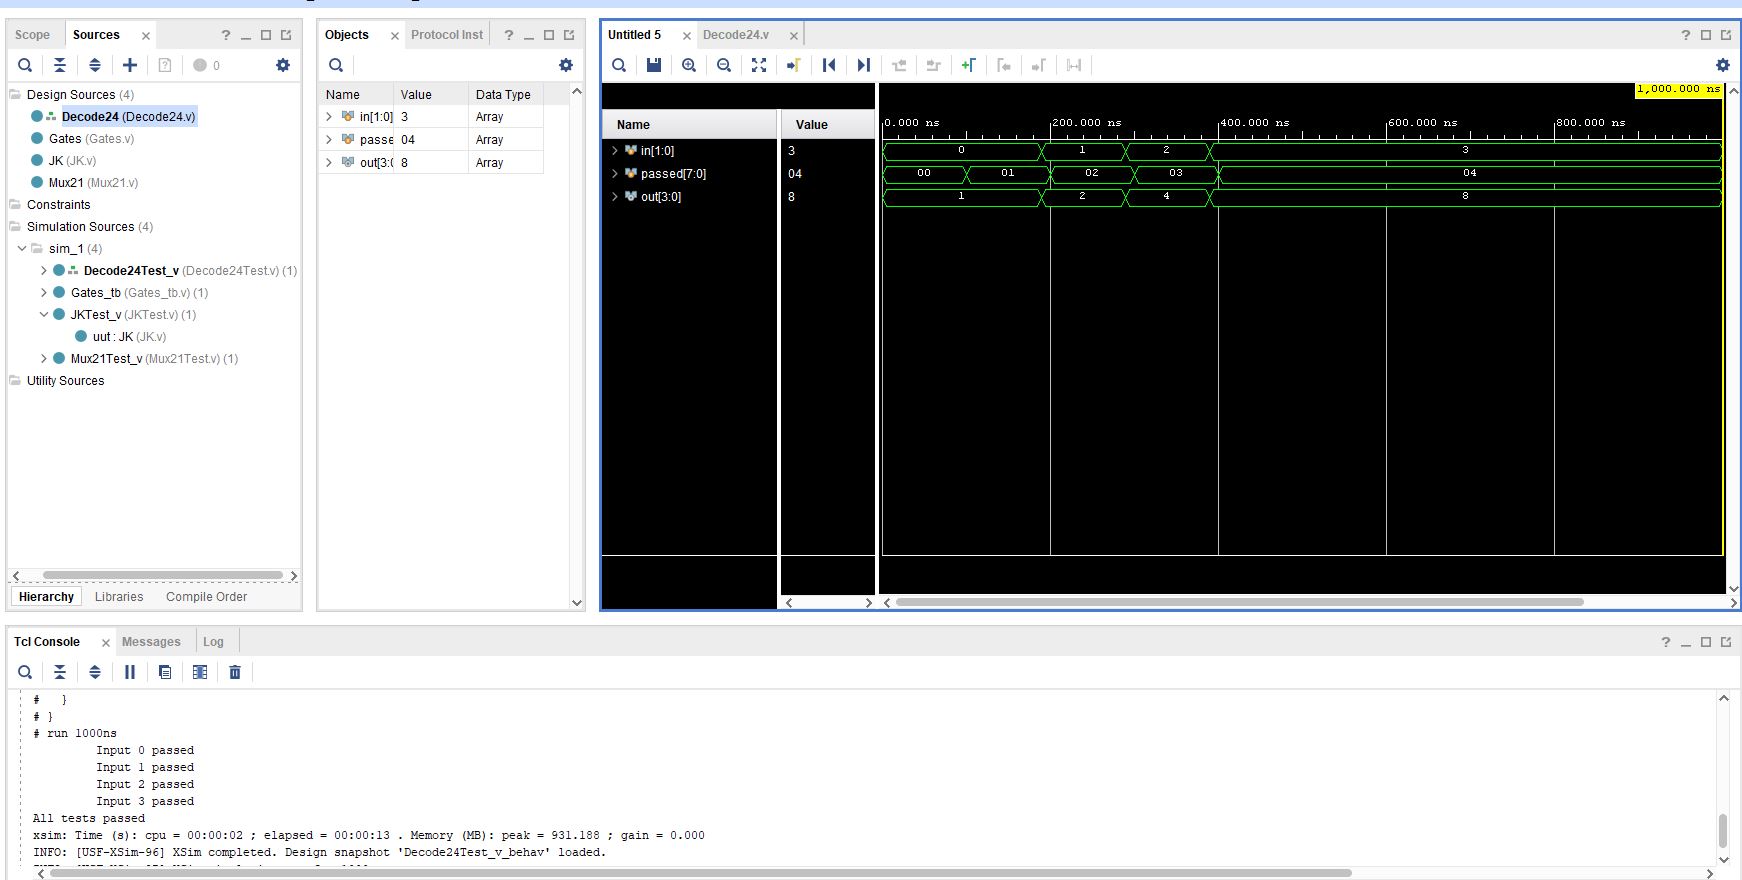 Scope Sources × ? _
0
Design Sources (4)
Decode24 (Decode24.v)
Gates (Gates.v)
JK (JK.v)
Mux21 (Mux21.v)
Constraints
Simulation Sources (4)
sim_1 (4)
Decode24Test_v (Decode24Test.v) (1)
Gates_tb (Gates_tb.v) (1)
JKTest_v (JKTest.v) (1)
uut : JK (JK.v)
Mux21Test_v (Mux21Test.v) (1)
Utility Sources
Hierarchy Libraries Compile Order
Objects × Protocol Inst ? _
Name Value Data Type
in[1:0] 3 Array
passe 04 Array
out[3:( 8 Array
Untitled 5 × Decode24.v × ?
1,000.000 ns
Name Value 0.000 ns 200.000 ns 400.000 ns 600.000 ns 800.000 ns
in[1:0] 3 0 1 2 3
passed[7:0] 04 00 01 02 03 04
out[3:0] 8 1 2 4 8
Tcl Console × Messages Log ? _
# }
# }
# run 1000ns
Input 0 passed
Input 1 passed
Input 2 passed
Input 3 passed
All tests passed
xsim: Time (s): cpu = 00:00:02 ; elapsed = 00:00:13 . Memory (MB): peak = 931.188 ; gain = 0.000
INFO: [USF-XSim-96] XSim completed. Design snapshot 'Decode24Test_v_behav' loaded.